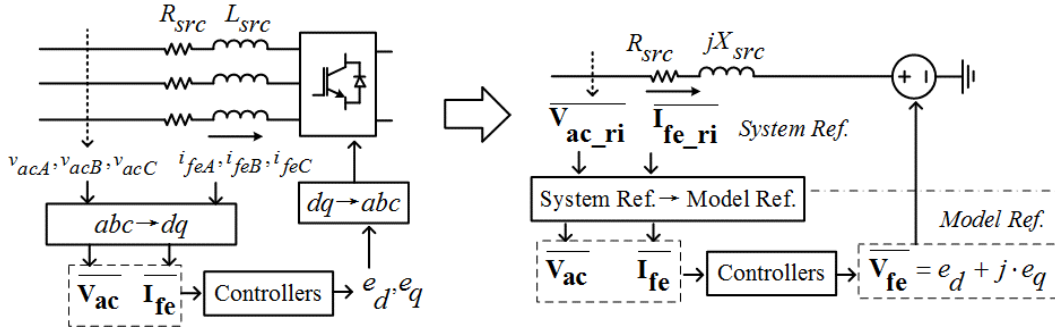 R_src L_src
v_acA, v_acB, v_acC i_feA, i_feB, i_feC
abc→dq
V_ac I_fe
Controllers
e_d, e_q
dq→abc
R_src jX_src
+ −
V_ac_ri I_fe_ri System Ref.
System Ref.→ Model Ref.
Model Ref.
V_ac I_fe
Controllers
V_fe = e_d + j · e_q